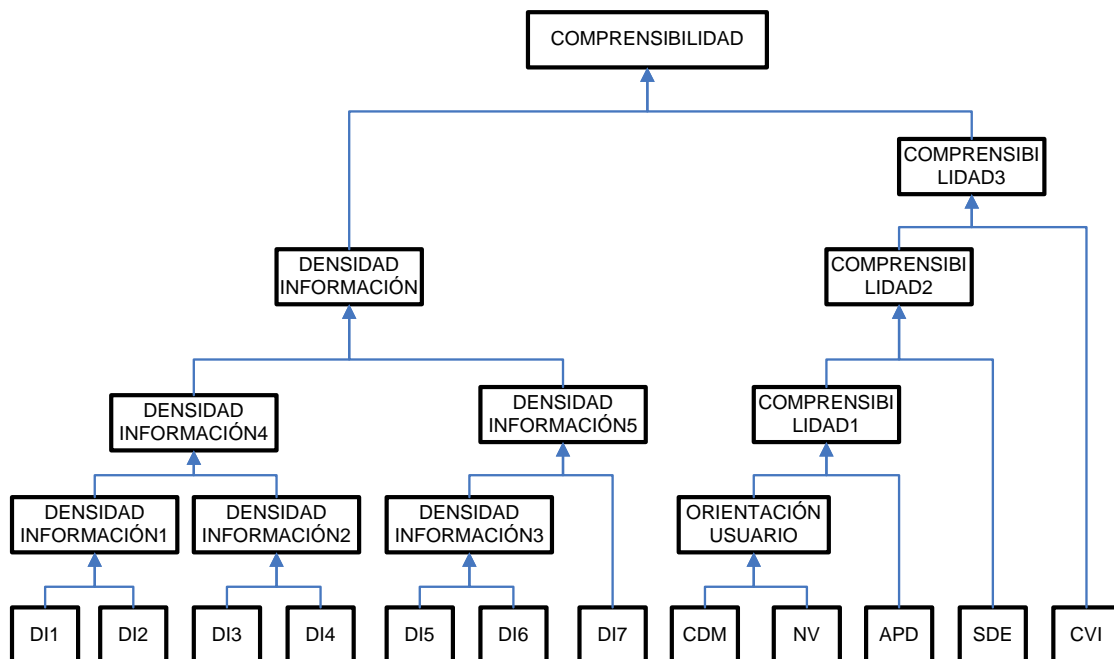 COMPRENSIBILIDAD
COMPRENSIBI
LIDAD3
DENSIDAD
INFORMACIÓN
COMPRENSIBI
LIDAD2
DENSIDAD
INFORMACIÓN4
DENSIDAD
INFORMACIÓN5
COMPRENSIBI
LIDAD1
DENSIDAD
INFORMACIÓN1
DENSIDAD
INFORMACIÓN2
DENSIDAD
INFORMACIÓN3
ORIENTACIÓN
USUARIO
DI1
DI2
DI3
DI4
DI5
DI6
DI7
CDM
NV
APD
SDE
CVI